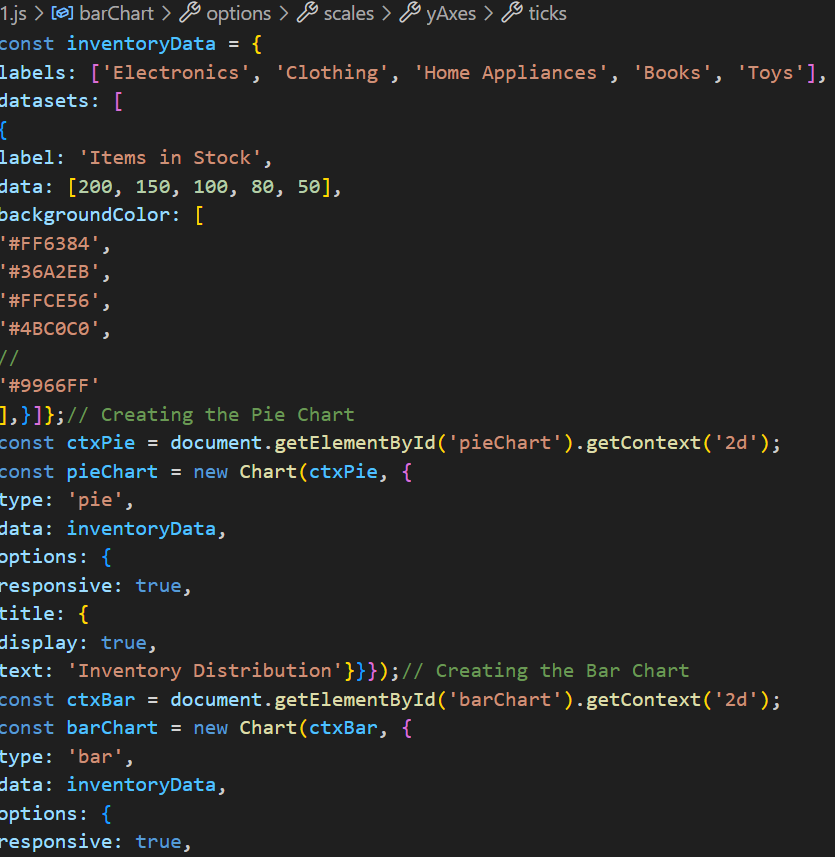 1.js > barChart > options > scales > yAxes > ticks
const inventoryData = {
labels: ['Electronics', 'Clothing', 'Home Appliances', 'Books', 'Toys'],
datasets: [
{
label: 'Items in Stock',
data: [200, 150, 100, 80, 50],
backgroundColor: [
'#FF6384',
'#36A2EB',
'#FFCE56',
'#4BC0C0',
//
'#9966FF'
],}]};// Creating the Pie Chart
const ctxPie = document.getElementById('pieChart').getContext('2d');
const pieChart = new Chart(ctxPie, {
type: 'pie',
data: inventoryData,
options: {
responsive: true,
title: {
display: true,
text: 'Inventory Distribution'}}});// Creating the Bar Chart
const ctxBar = document.getElementById('barChart').getContext('2d');
const barChart = new Chart(ctxBar, {
type: 'bar',
data: inventoryData,
options: {
responsive: true,